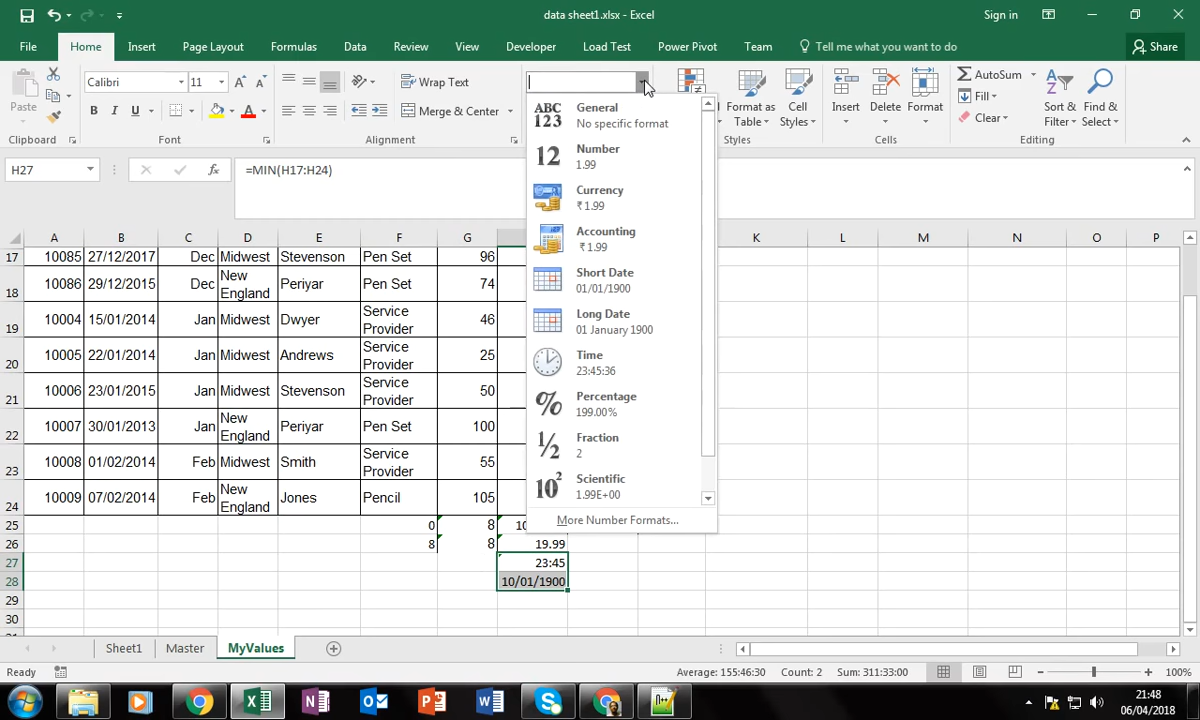 data sheet1.xlsx - Excel
Sign in
File Home Insert Page Layout Formulas Data Review View Developer Load Test Power Pivot Team Tell me what you want to do Share
Paste
Clipboard
Calibri 11
B I U
A
Font
Wrap Text
Merge & Center
Alignment
Format as Table
Cell Styles
Styles
Insert Delete Format
Cells
AutoSum
Fill
Clear
Sort & Filter
Find & Select
Editing
H27
fx
=MIN(H17:H24)
ABC
123
General
No specific format
12
Number
1.99
Currency
₹ 1.99
Accounting
₹ 1.99
Short Date
01/01/1900
Long Date
01 January 1900
Time
23:45:36
%
Percentage
199.00%
½
Fraction
2
10²
Scientific
1.99E+00
More Number Formats...
A B C D E F G K L M N O P
17 10085 27/12/2017 Dec Midwest Stevenson Pen Set 96
18 10086 29/12/2015 Dec New England Periyar Pen Set 74
19 10004 15/01/2014 Jan Midwest Dwyer Service Provider 46
20 10005 22/01/2014 Jan Midwest Andrews Service Provider 25
21 10006 23/01/2015 Jan Midwest Stevenson Service Provider 50
22 10007 30/01/2013 Jan New England Periyar Pen Set 100
23 10008 01/02/2014 Feb Midwest Smith Service Provider 55
24 10009 07/02/2014 Feb New England Jones Pencil 105
25 0 8 10
26 8 8 19.99
27 23:45
28 10/01/1900
29
30
Sheet1 Master MyValues
Ready
Average: 155:46:30 Count: 2 Sum: 311:33:00
100%
21:48
06/04/2018